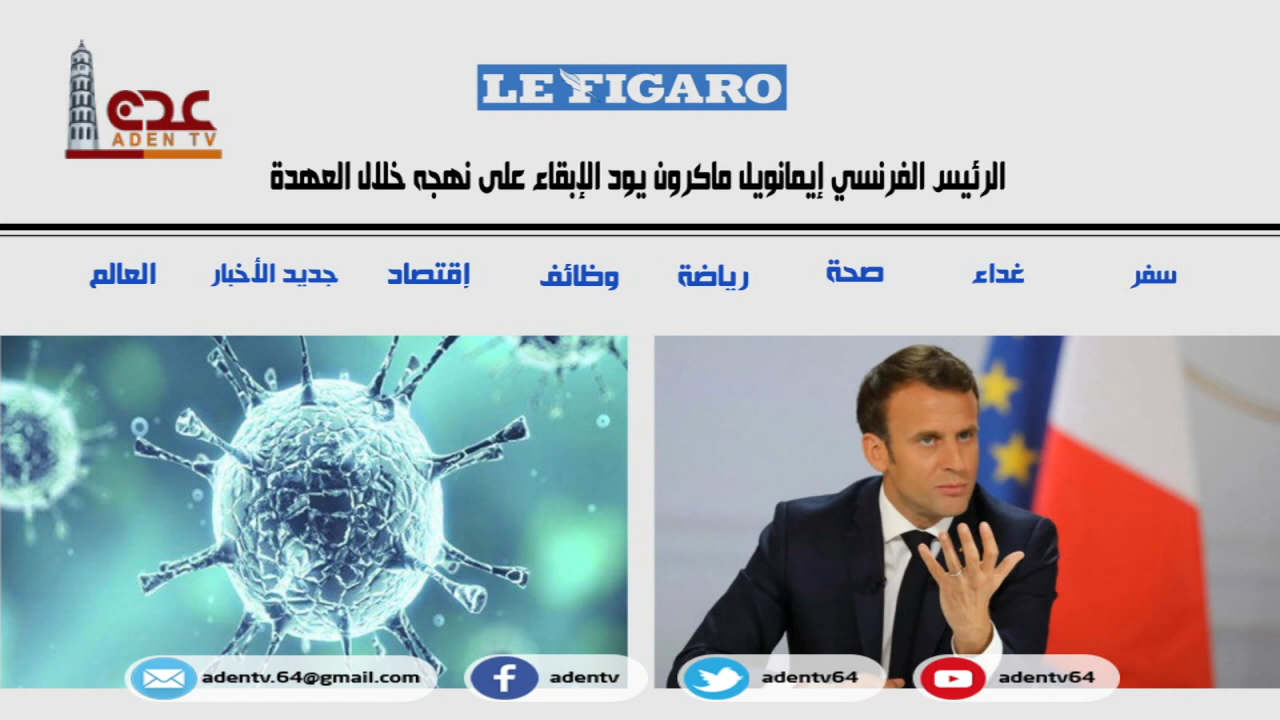 LE FIGARO
عدن
ADEN TV
الرئيس الفرنسي إيمانويل ماكرون يود الإبقاء على نهجه خلال العهدة
سفر غداء صحة رياضة وظائف إقتصاد جديد الأخبار العالم
adentv.64@gmail.com adentv adentv64 adentv64